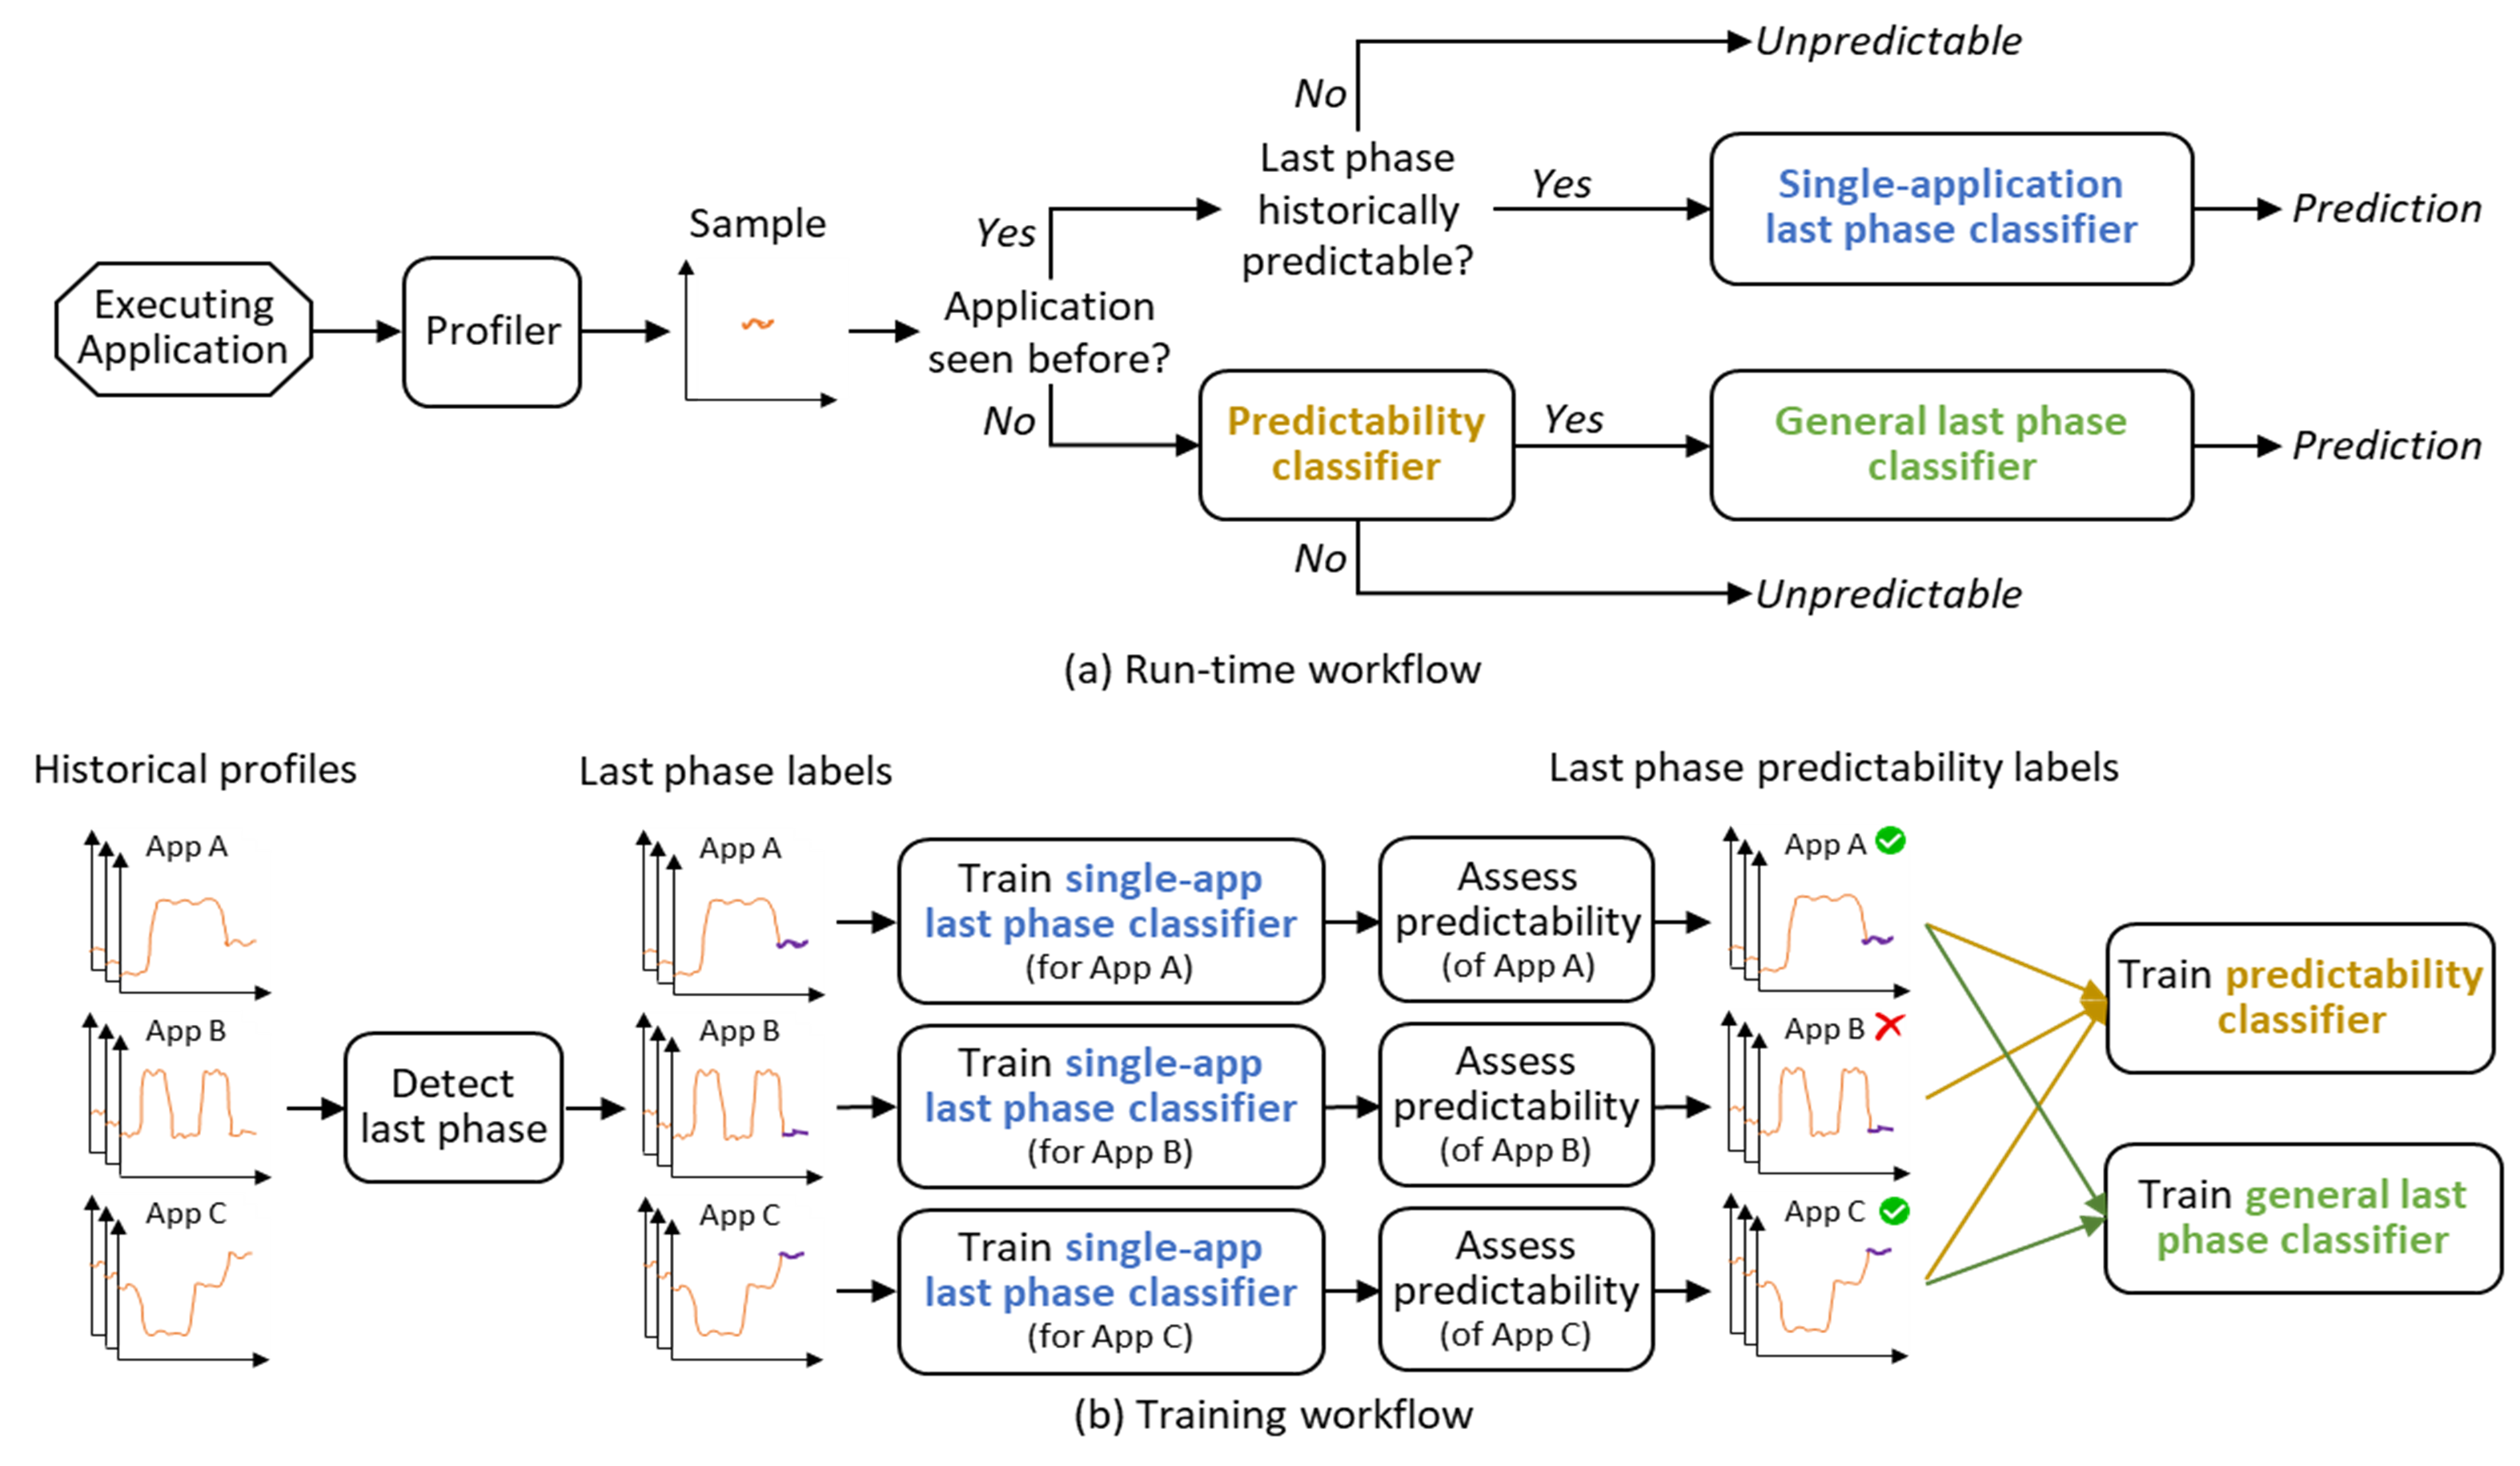 Unpredictable
No
Last phase
historically
predictable?
Yes
Single-application
last phase classifier
Prediction
Sample
Yes
Executing
Application
Profiler
Application
seen before?
No
Predictability
classifier
Yes
General last phase
classifier
Prediction
No
Unpredictable
(a) Run-time workflow
Historical profiles
Last phase labels
Last phase predictability labels
App A
App A
Train single-app
last phase classifier
(for App A)
Assess
predictability
(of App A)
App A
App B
Detect
last phase
App B
Train single-app
last phase classifier
(for App B)
Assess
predictability
(of App B)
App B
App C
App C
Train single-app
last phase classifier
(for App C)
Assess
predictability
(of App C)
App C
Train predictability
classifier
Train general last
phase classifier
(b) Training workflow